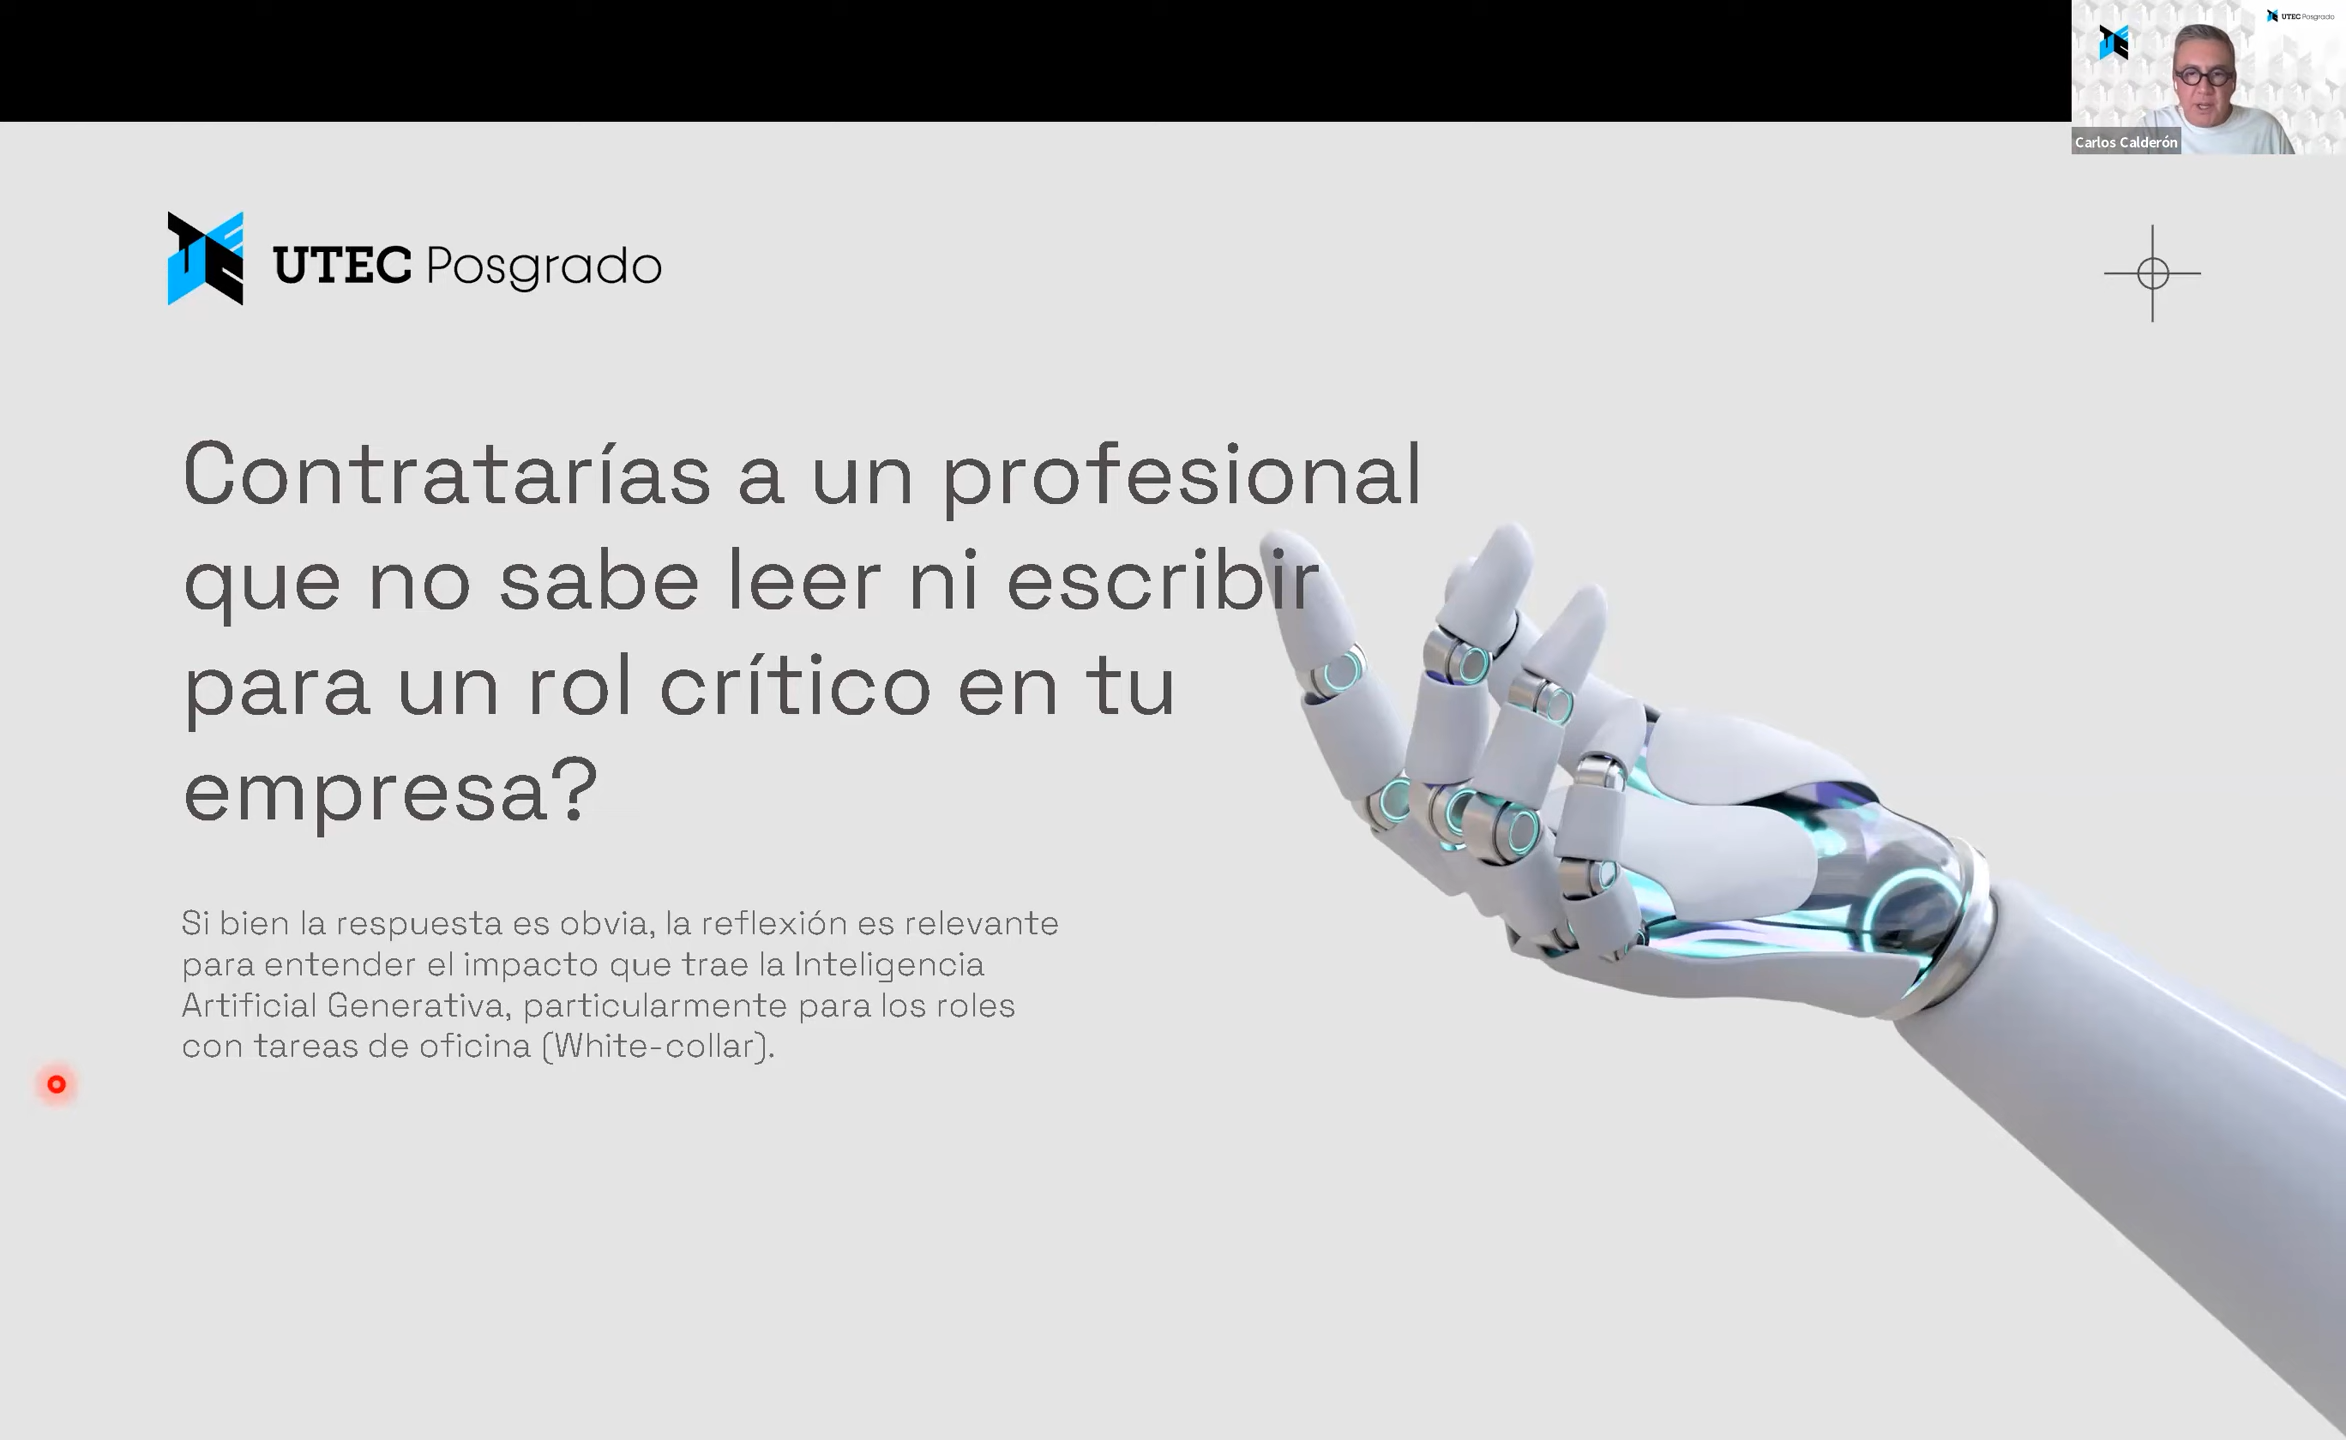 UTEC Posgrado
Carlos Calderón
UTEC Posgrado
Contratarías a un profesional
que no sabe leer ni escribir
para un rol crítico en tu
empresa?
Si bien la respuesta es obvia, la reflexión es relevante
para entender el impacto que trae la Inteligencia
Artificial Generativa, particularmente para los roles
con tareas de oficina (White-collar).